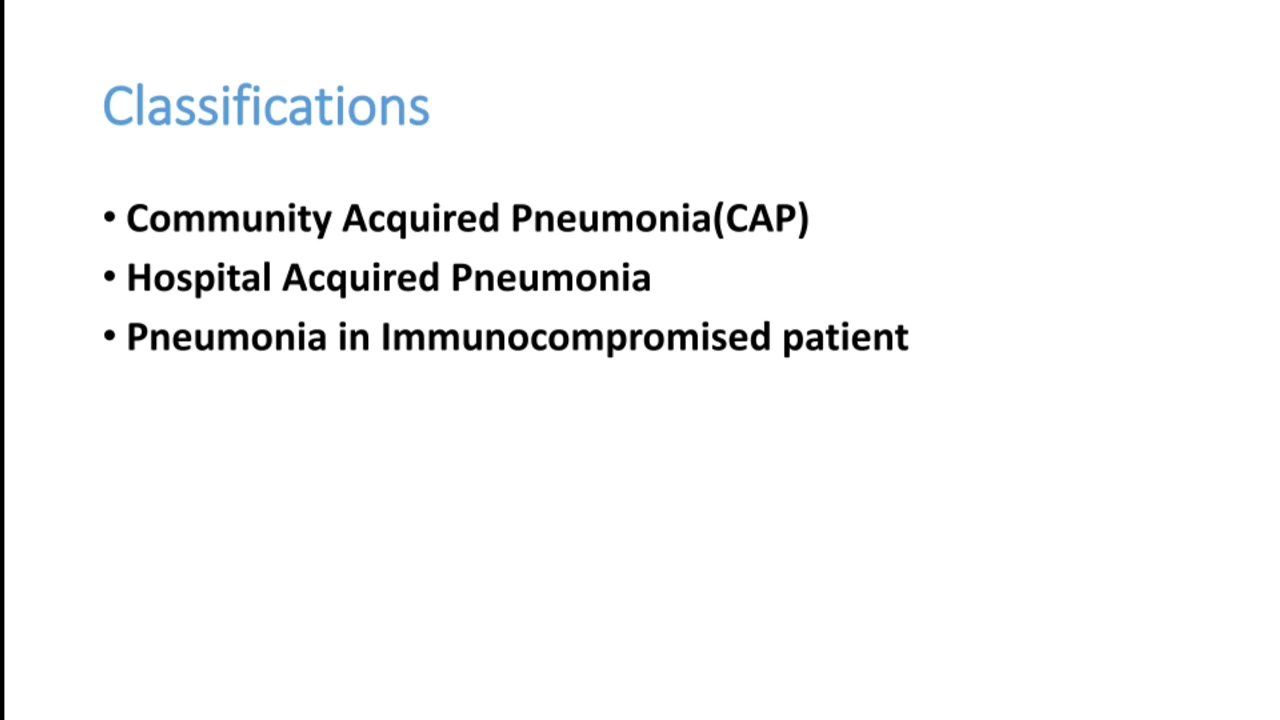 Classifications
• Community Acquired Pneumonia(CAP)
• Hospital Acquired Pneumonia
• Pneumonia in Immunocompromised patient